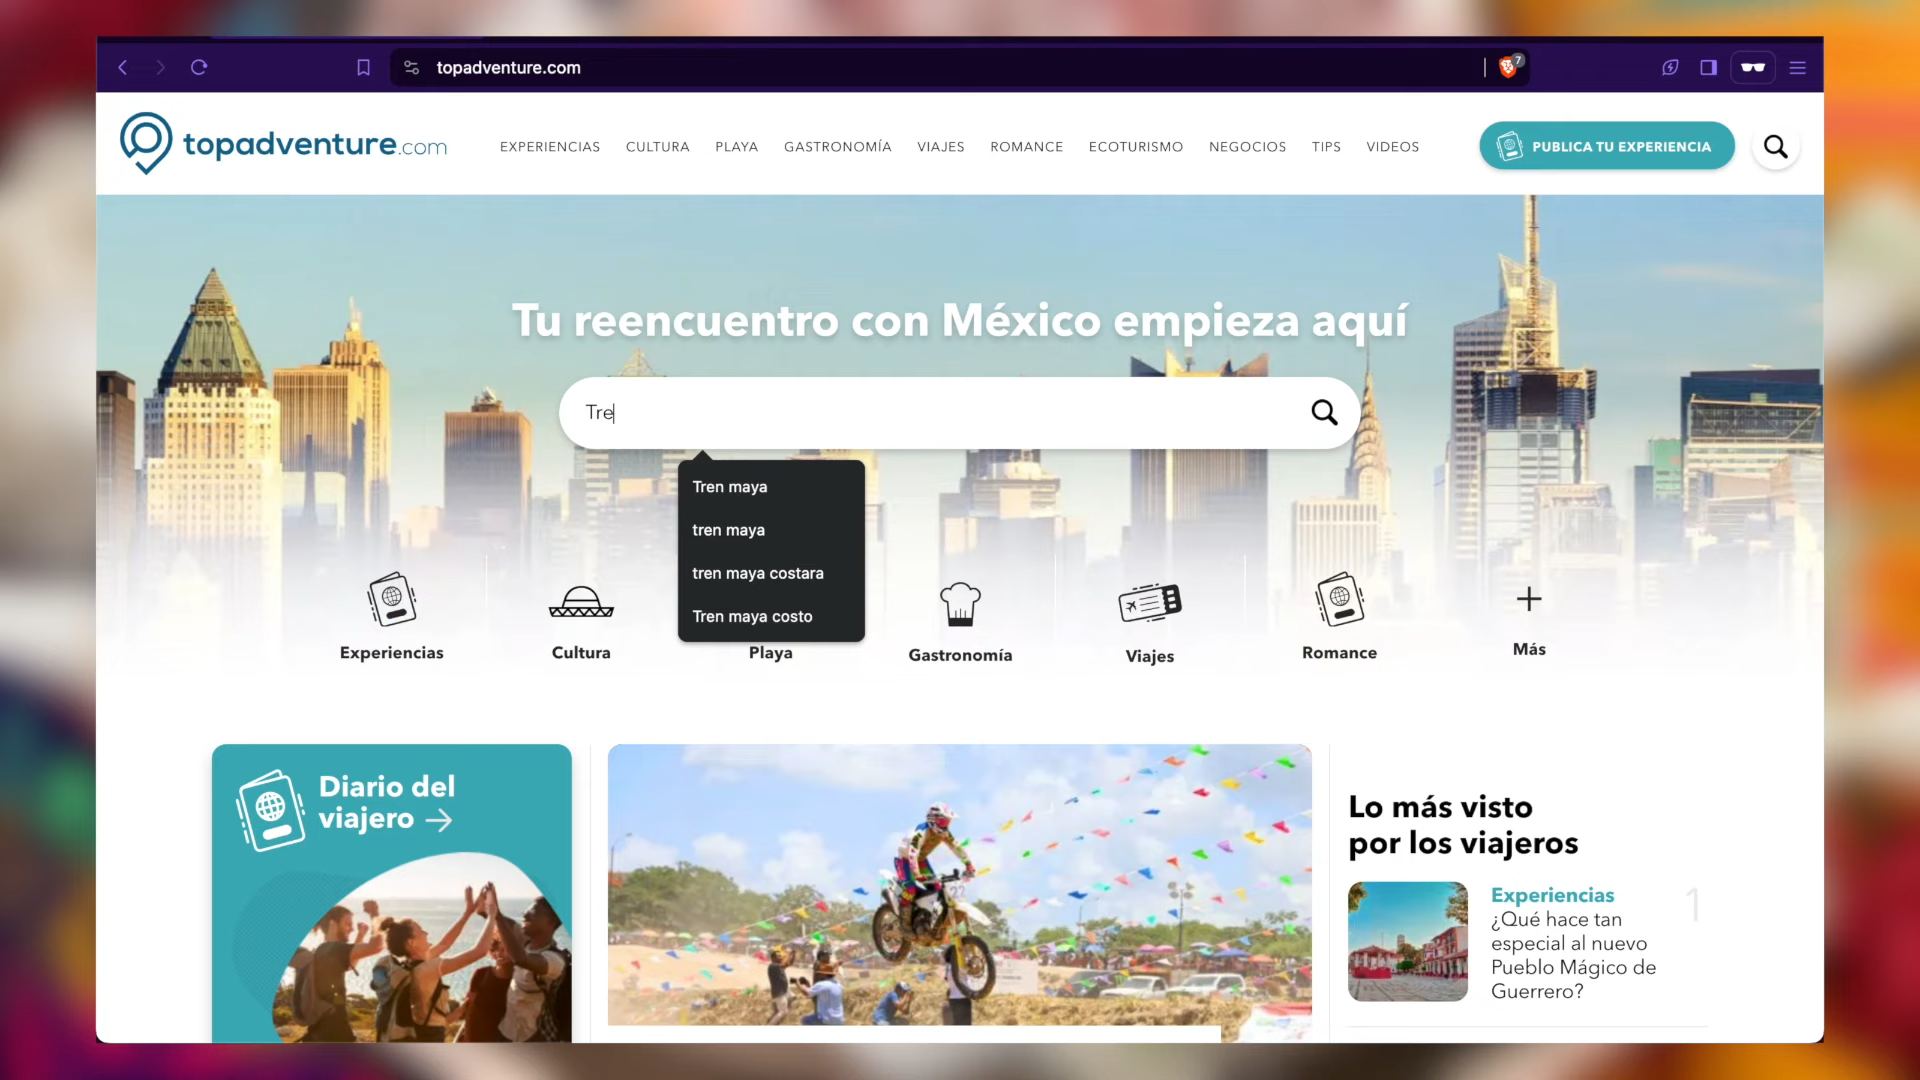 topadventure.com
7
topadventure.com
EXPERIENCIAS CULTURA PLAYA GASTRONOMÍA VIAJES ROMANCE ECOTURISMO NEGOCIOS TIPS VIDEOS
PUBLICA TU EXPERIENCIA
Tu reencuentro con México empieza aquí
Tre
Tren maya
tren maya
tren maya costara
Tren maya costo
Experiencias
Cultura
Playa
Gastronomía
Viajes
Romance
Más
Diario del
viajero
22
Lo más visto
por los viajeros
Experiencias
1
¿Qué hace tan
especial al nuevo
Pueblo Mágico de
Guerrero?